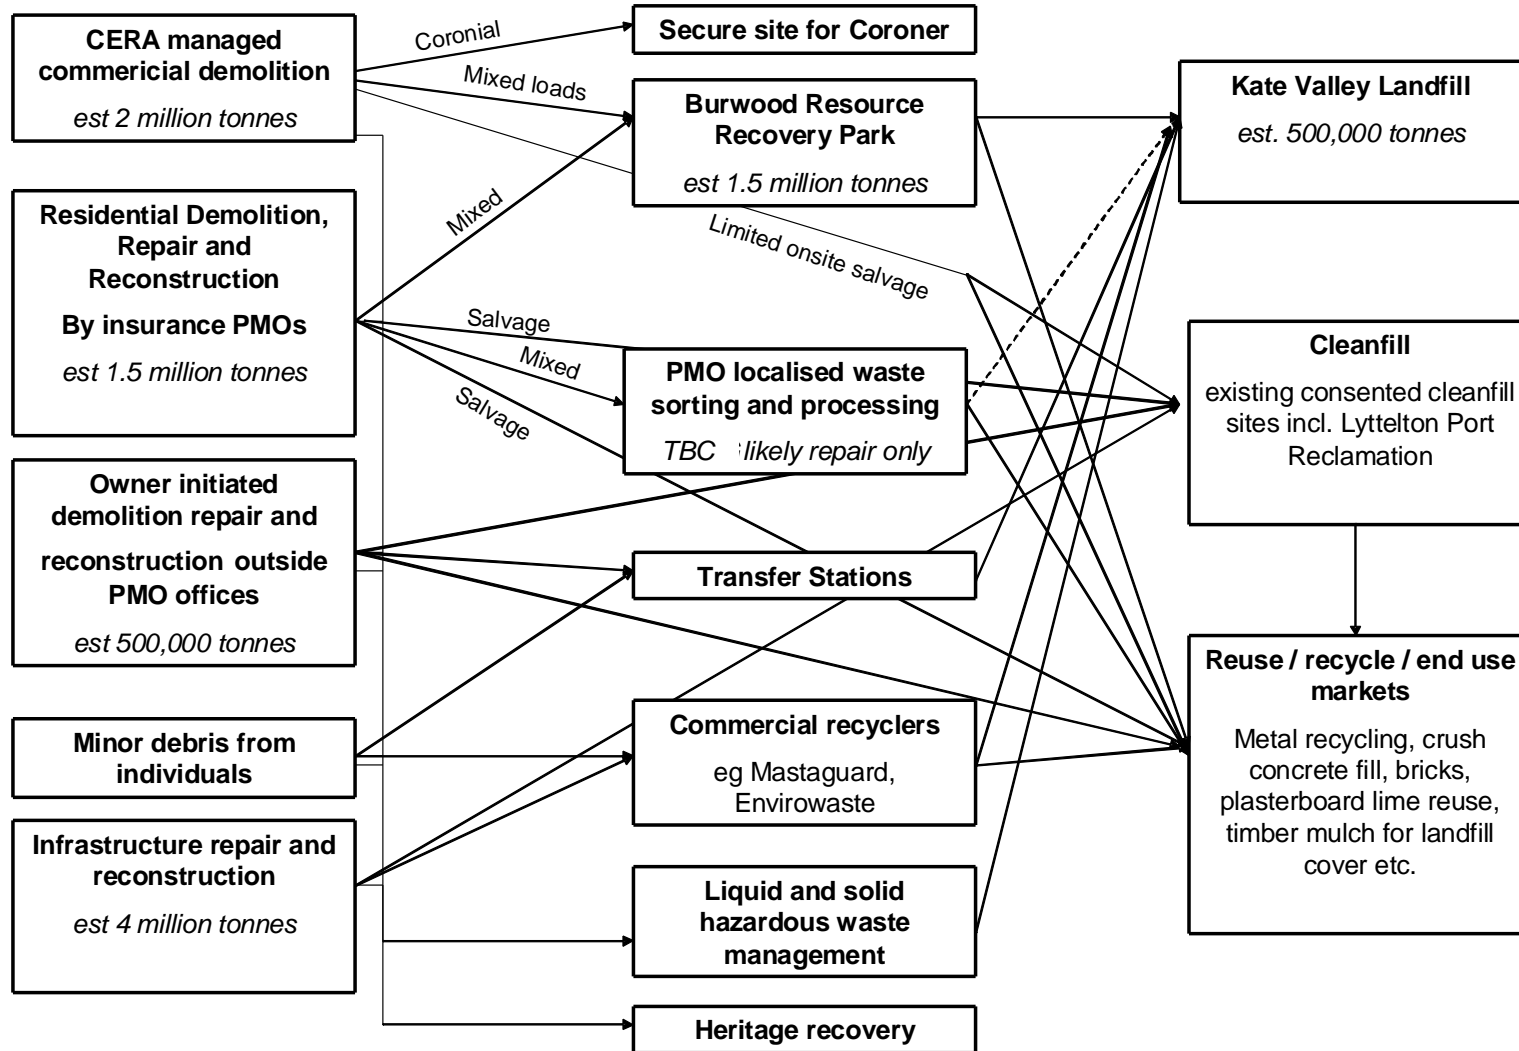 CERA managed
commericial demolition
est 2 million tonnes
Residential Demolition,
Repair and
Reconstruction
By insurance PMOs
est 1.5 million tonnes
Owner initiated
demolition repair and
reconstruction outside
PMO offices
est 500,000 tonnes
Minor debris from
individuals
Infrastructure repair and
reconstruction
est 4 million tonnes
Coronial
Mixed loads
Mixed
Limited onsite salvage
Salvage
Mixed
Salvage
Secure site for Coroner
Burwood Resource
Recovery Park
est 1.5 million tonnes
PMO localised waste
sorting and processing
TBC likely repair only
Transfer Stations
Commercial recyclers
eg Mastaguard,
Envirowaste
Liquid and solid
hazardous waste
management
Heritage recovery
Kate Valley Landfill
est. 500,000 tonnes
Cleanfill
existing consented cleanfill
sites incl. Lyttelton Port
Reclamation
Reuse / recycle / end use
markets
Metal recycling, crush
concrete fill, bricks,
plasterboard lime reuse,
timber mulch for landfill
cover etc.